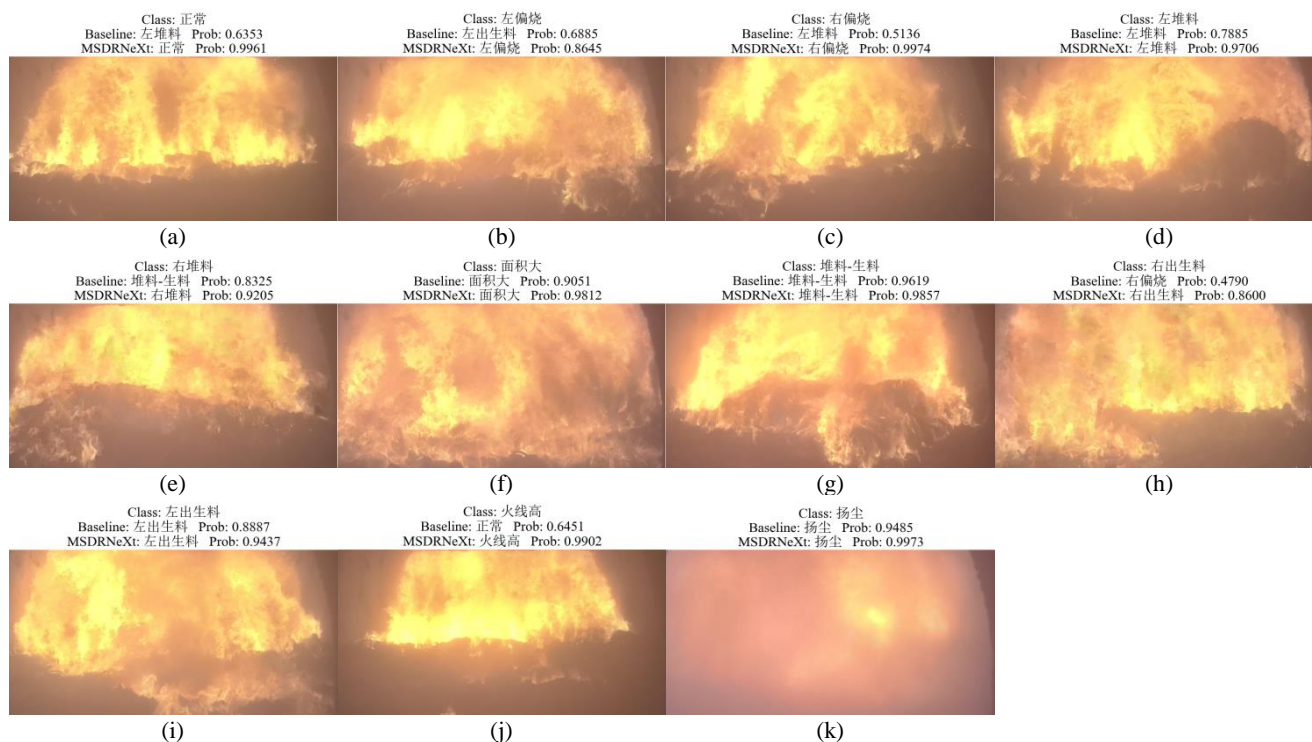 Class: 正常
Baseline: 左堆料 Prob: 0.6353
MSDRNeXt: 正常 Prob: 0.9961
(a)
Class: 左偏烧
Baseline: 左出生料 Prob: 0.6885
MSDRNeXt: 左偏烧 Prob: 0.8645
(b)
Class: 右偏烧
Baseline: 左堆料 Prob: 0.5136
MSDRNeXt: 右偏烧 Prob: 0.9974
(c)
Class: 左堆料
Baseline: 左堆料 Prob: 0.7885
MSDRNeXt: 左堆料 Prob: 0.9706
(d)
Class: 右堆料
Baseline: 堆料-生料 Prob: 0.8325
MSDRNeXt: 右堆料 Prob: 0.9205
(e)
Class: 面积大
Baseline: 面积大 Prob: 0.9051
MSDRNeXt: 面积大 Prob: 0.9812
(f)
Class: 堆料-生料
Baseline: 堆料-生料 Prob: 0.9619
MSDRNeXt: 堆料-生料 Prob: 0.9857
(g)
Class: 右出生料
Baseline: 右偏烧 Prob: 0.4790
MSDRNeXt: 右出生料 Prob: 0.8600
(h)
Class: 左出生料
Baseline: 左出生料 Prob: 0.8887
MSDRNeXt: 左出生料 Prob: 0.9437
(i)
Class: 火线高
Baseline: 正常 Prob: 0.6451
MSDRNeXt: 火线高 Prob: 0.9902
(j)
Class: 扬尘
Baseline: 扬尘 Prob: 0.9485
MSDRNeXt: 扬尘 Prob: 0.9973
(k)